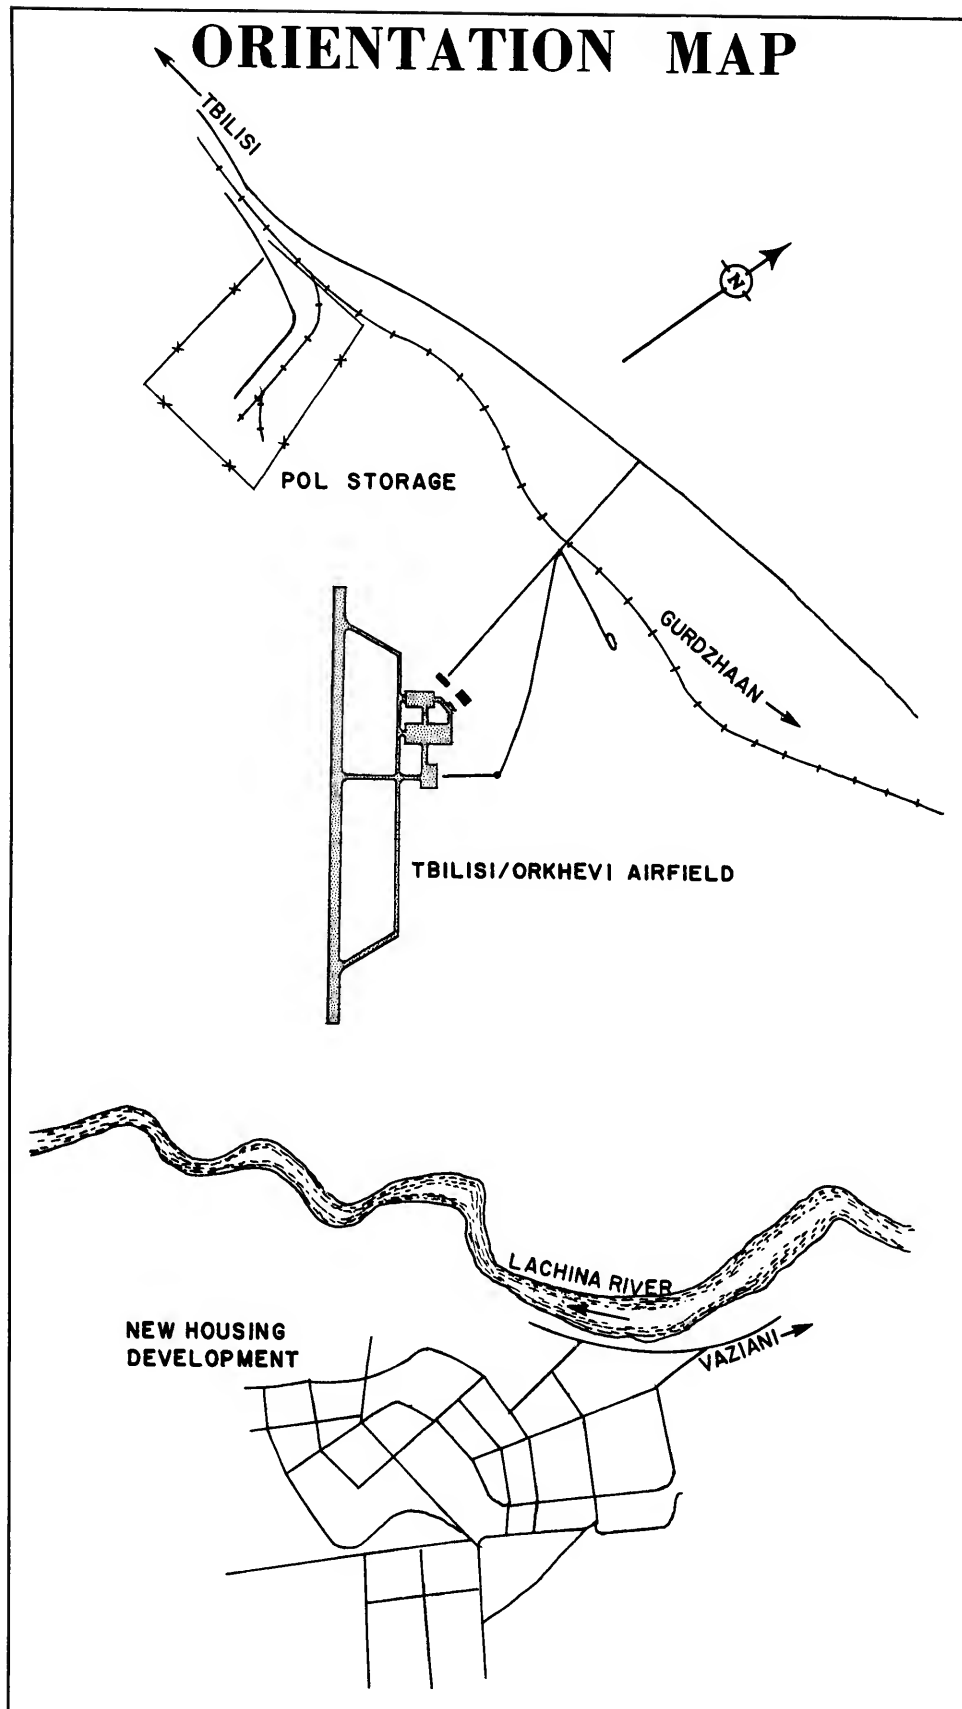 ORIENTATION MAP
TBILISI
N
POL STORAGE
GURDZHAAN
TBILISI/ORKHEVI AIRFIELD
LACHINA RIVER
NEW HOUSING
DEVELOPMENT
VAZIANI